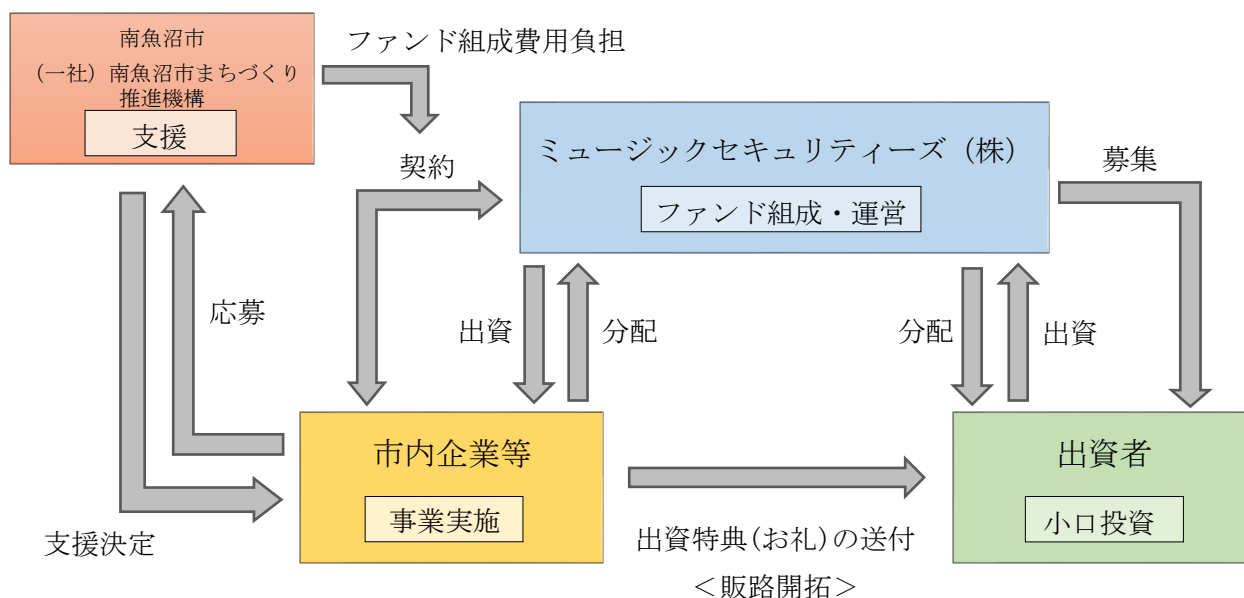 南魚沼市
（一社）南魚沼市まちづくり
推進機構
支援
ファンド組成費用負担
契約
ミュージックセキュリティーズ（株）
ファンド組成・運営
募集
応募
出資
分配
分配
出資
市内企業等
事業実施
出資者
小口投資
支援決定
出資特典(お礼)の送付
＜販路開拓＞